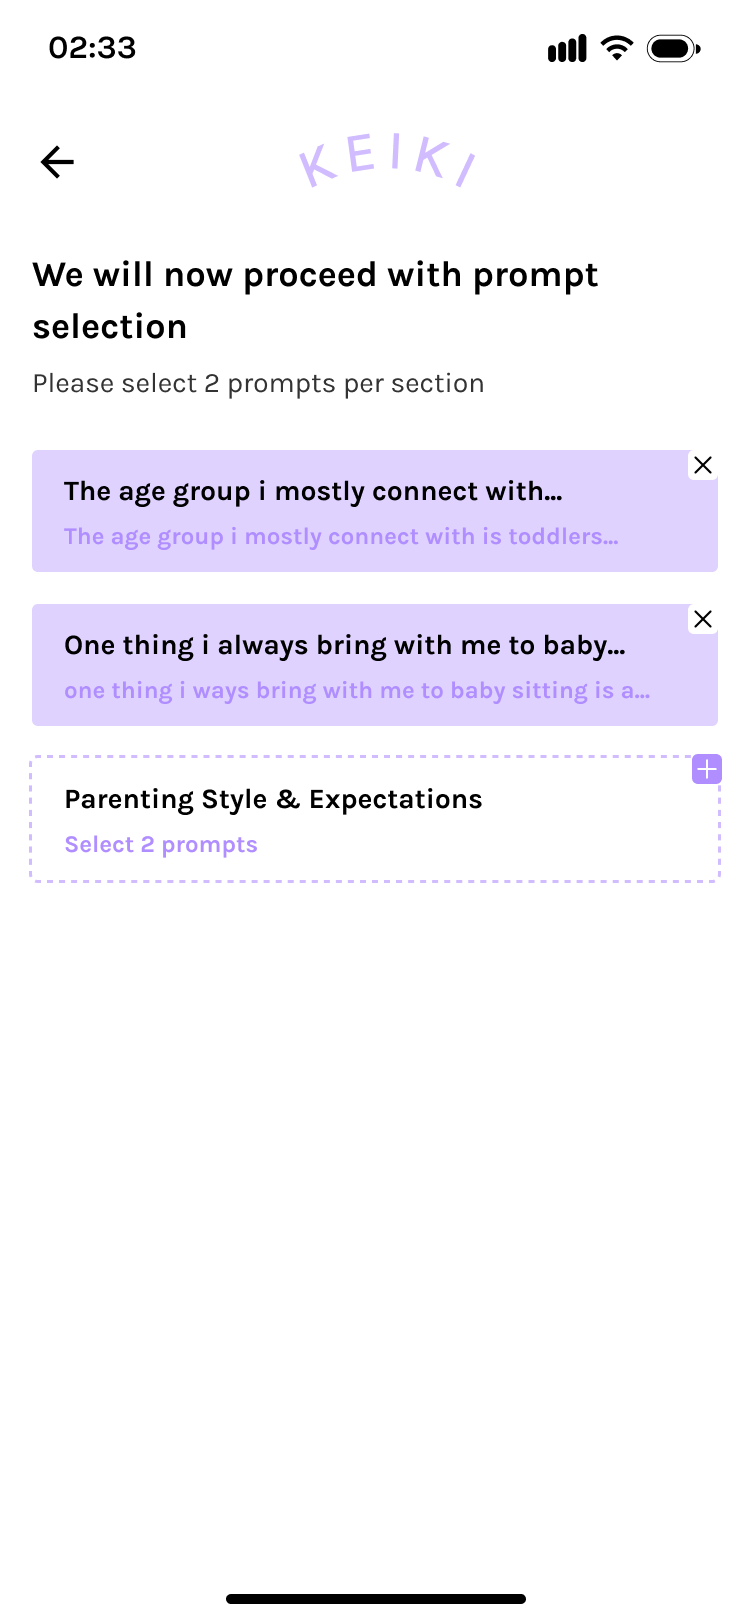 02:33
KEIKI
We will now proceed with prompt
selection
Please select 2 prompts per section
The age group i mostly connect with...
The age group i mostly connect with is toddlers...
One thing i always bring with me to baby...
one thing i ways bring with me to baby sitting is a...
Parenting Style & Expectations
Select 2 prompts